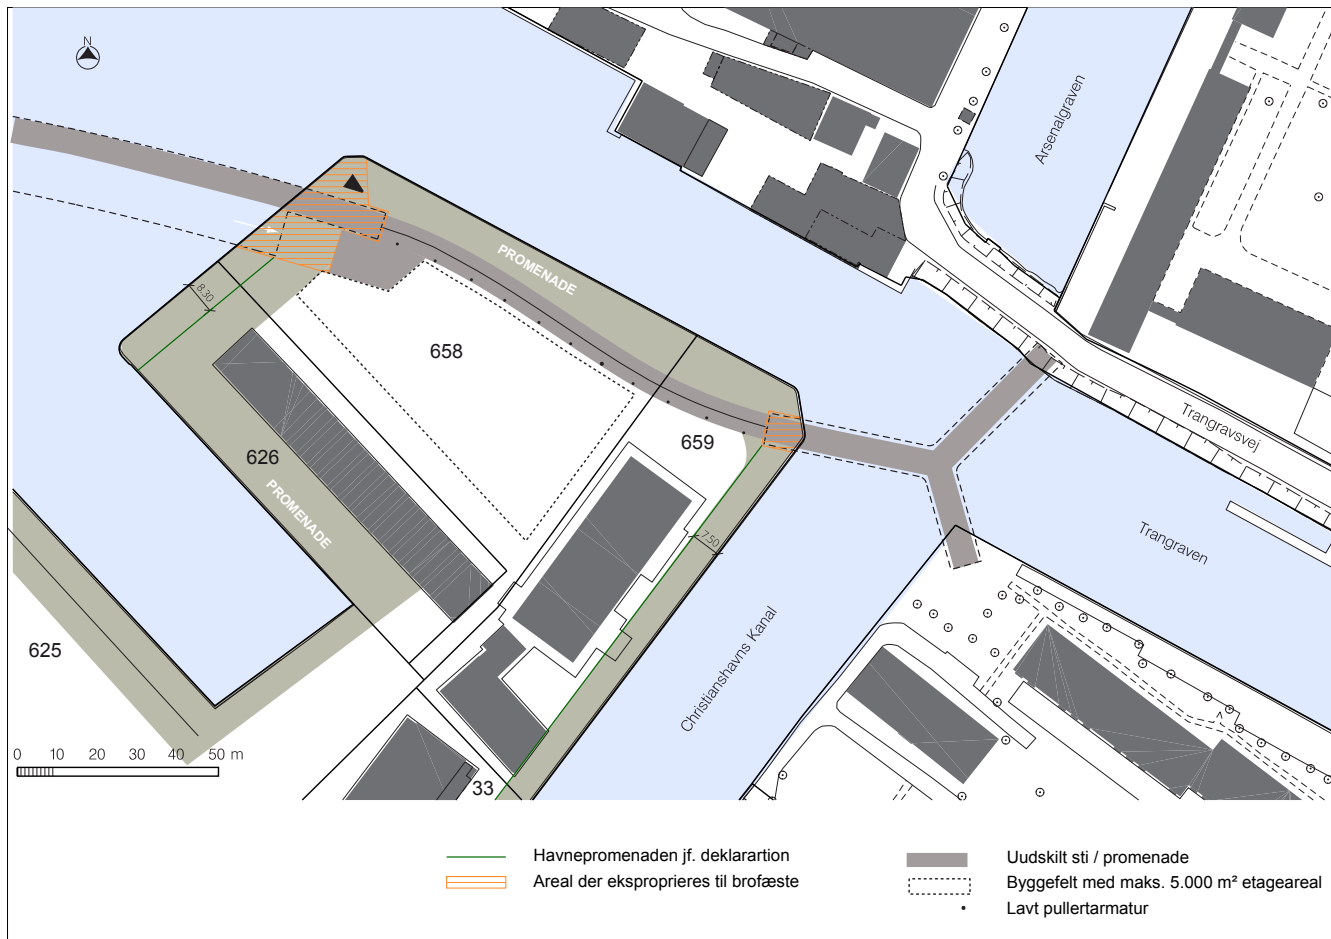 N
Arsenalgraven
PROMENADE
8.30
658
Trangravsvej
659
626
PROMENADE
7.50
Trangraven
Christianshavns Kanal
625
0 10 20 30 40 50 m
33
Havnepromenaden jf. deklarartion
Areal der eksproprieres til brofæste
Uudskilt sti / promenade
Byggefelt med maks. 5.000 m² etageareal
Lavt pullertarmatur